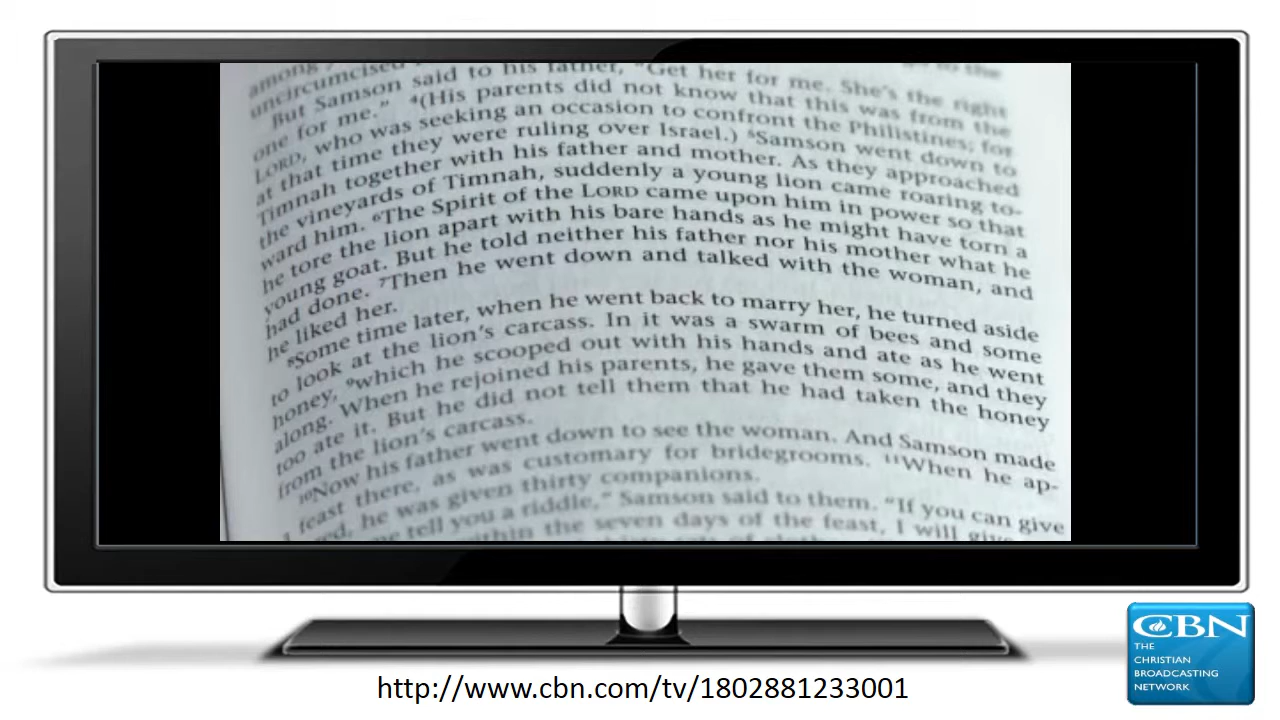 among
uncircumcised to the
But Samson said to his father, "Get her for me. She's the right
one for me." ⁴(His parents did not know that this was from the
LORD, who was seeking an occasion to confront the Philistines; for
at that time they were ruling over Israel.) ⁵Samson went down to
Timnah together with his father and mother. As they approached
the vineyards of Timnah, suddenly a young lion came roaring to-
ward him. ⁶The Spirit of the LORD came upon him in power so that
he tore the lion apart with his bare hands as he might have torn a
young goat. But he told neither his father nor his mother what he
had done. ⁷Then he went down and talked with the woman, and
he liked her.
⁸Some time later, when he went back to marry her, he turned aside
to look at the lion's carcass. In it was a swarm of bees and some
honey, ⁹which he scooped out with his hands and ate as he went
along. When he rejoined his parents, he gave them some, and they
too ate it. But he did not tell them that he had taken the honey
from the lion's carcass.
¹⁰Now his father went down to see the woman. And Samson made
feast there, as was customary for bridegrooms. ¹¹When he ap-
he was given thirty companions.
tell you a riddle," Samson said to them. "If you can give
within the seven days of the feast, I will give
CBN
THE
CHRISTIAN
BROADCASTING
NETWORK
http://www.cbn.com/tv/1802881233001